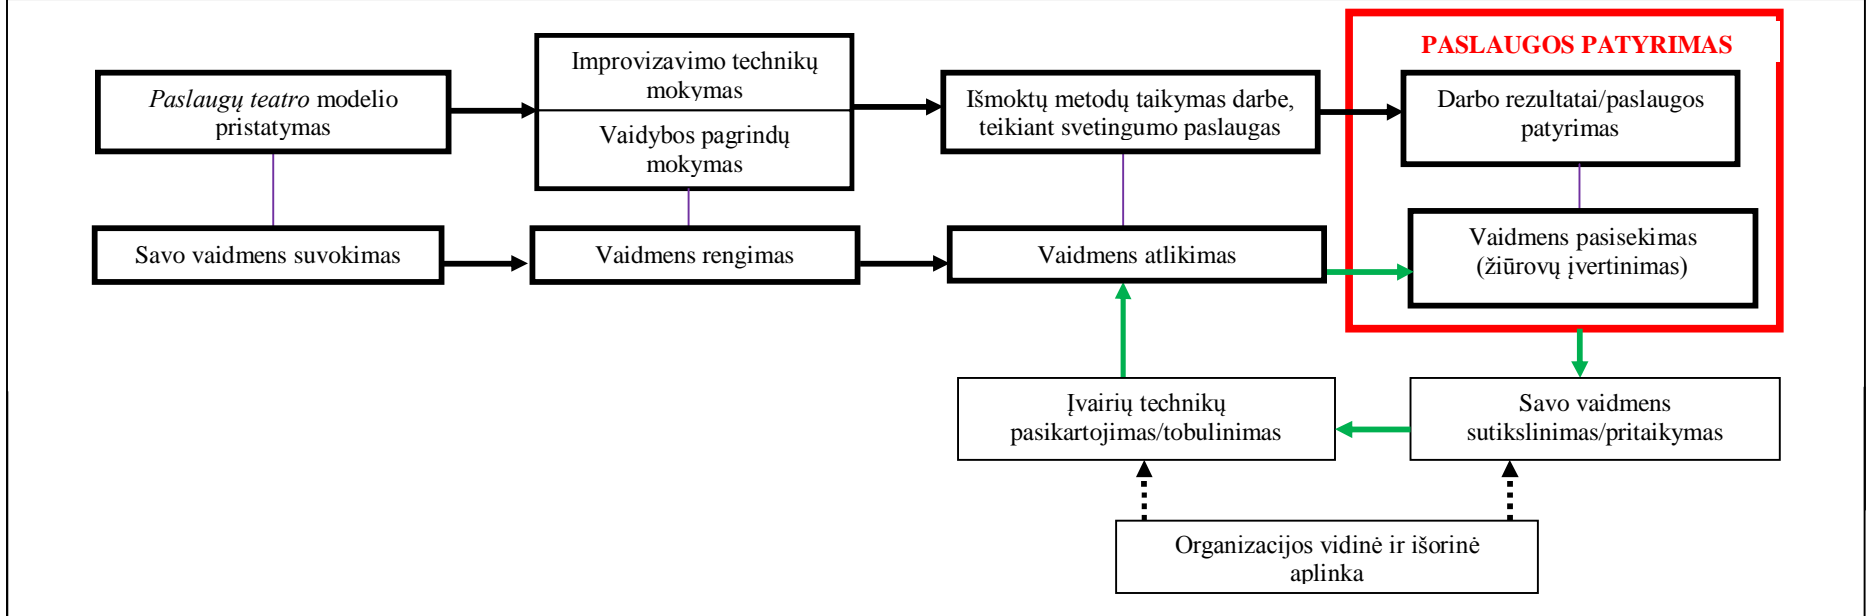 PASLAUGOS PATYRIMAS
Paslaugų teatro modelio
pristatymas
Improvizavimo technikų
mokymas
Vaidybos pagrindų
mokymas
Išmoktų metodų taikymas darbe,
teikiant svetingumo paslaugas
Darbo rezultatai/paslaugos
patyrimas
Savo vaidmens suvokimas
Vaidmens rengimas
Vaidmens atlikimas
Vaidmens pasisekimas
(žiūrovų įvertinimas)
Įvairių technikų
pasikartojimas/tobulinimas
Savo vaidmens
sutikslinimas/pritaikymas
Organizacijos vidinė ir išorinė
aplinka